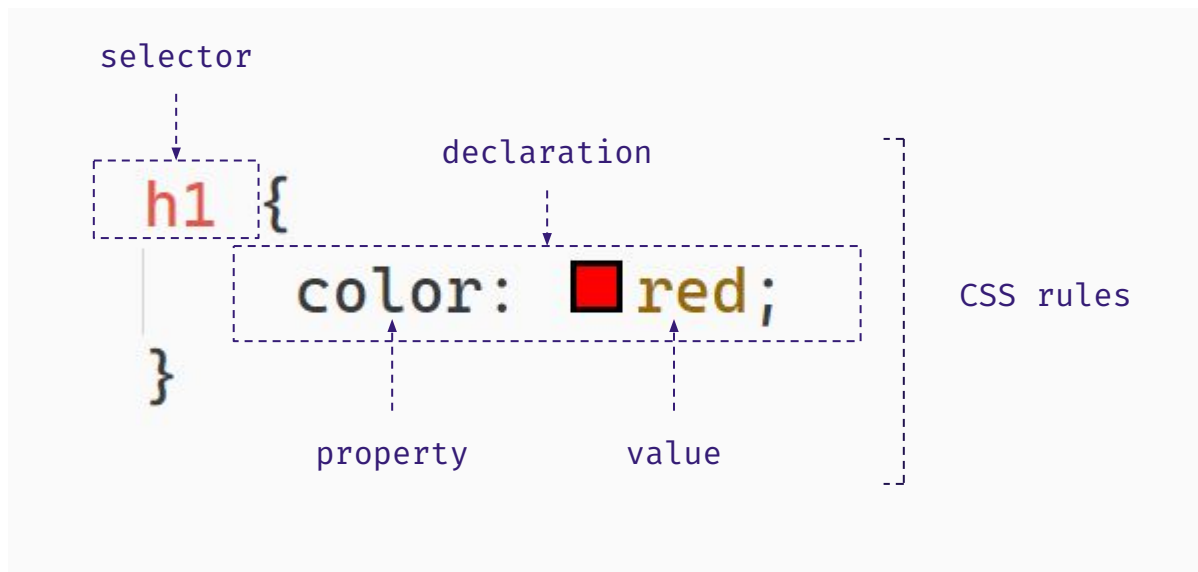 selector
declaration
h1 {
color: red;
CSS rules
}
property value